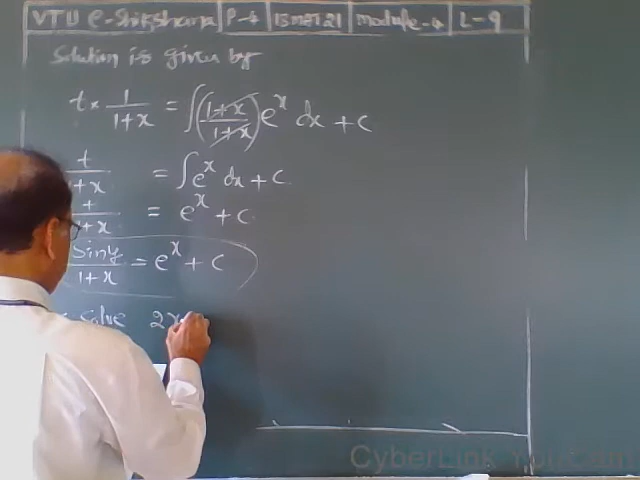 VTU e-Shikshana P-4 15MAT21 Module-4 L-9
Solution is given by
t × 1/(1+x) = ∫((1+x)/(1+x)) e^x dx + c
t/(1+x) = ∫e^x dx + c
t/(1+x) = e^x + c
siny/(1+x) = e^x + c
solve 2x
CyberLink